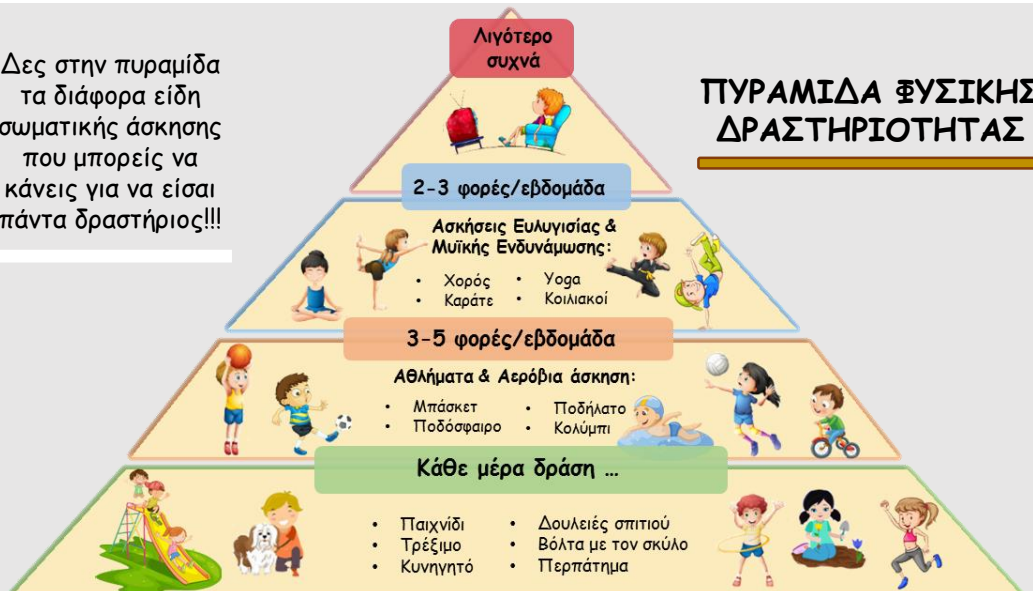 Δες στην πυραμίδα
τα διάφορα είδη
σωματικής άσκησης
που μπορείς να
κάνεις για να είσαι
πάντα δραστήριος!!!
ΠΥΡΑΜΙΔΑ ΦΥΣΙΚΗΣ
ΔΡΑΣΤΗΡΙΟΤΗΤΑΣ
Λιγότερο
συχνά
2-3 φορές/εβδομάδα
Ασκήσεις Ευλυγισίας &
Μυϊκής Ενδυνάμωσης:
• Χορός • Yoga
• Καράτε • Κοιλιακοί
3-5 φορές/εβδομάδα
Αθλήματα & Αερόβια άσκηση:
• Μπάσκετ • Ποδήλατο
• Ποδόσφαιρο • Κολύμπι
Κάθε μέρα δράση ...
• Παιχνίδι • Δουλειές σπιτιού
• Τρέξιμο • Βόλτα με τον σκύλο
• Κυνηγητό • Περπάτημα